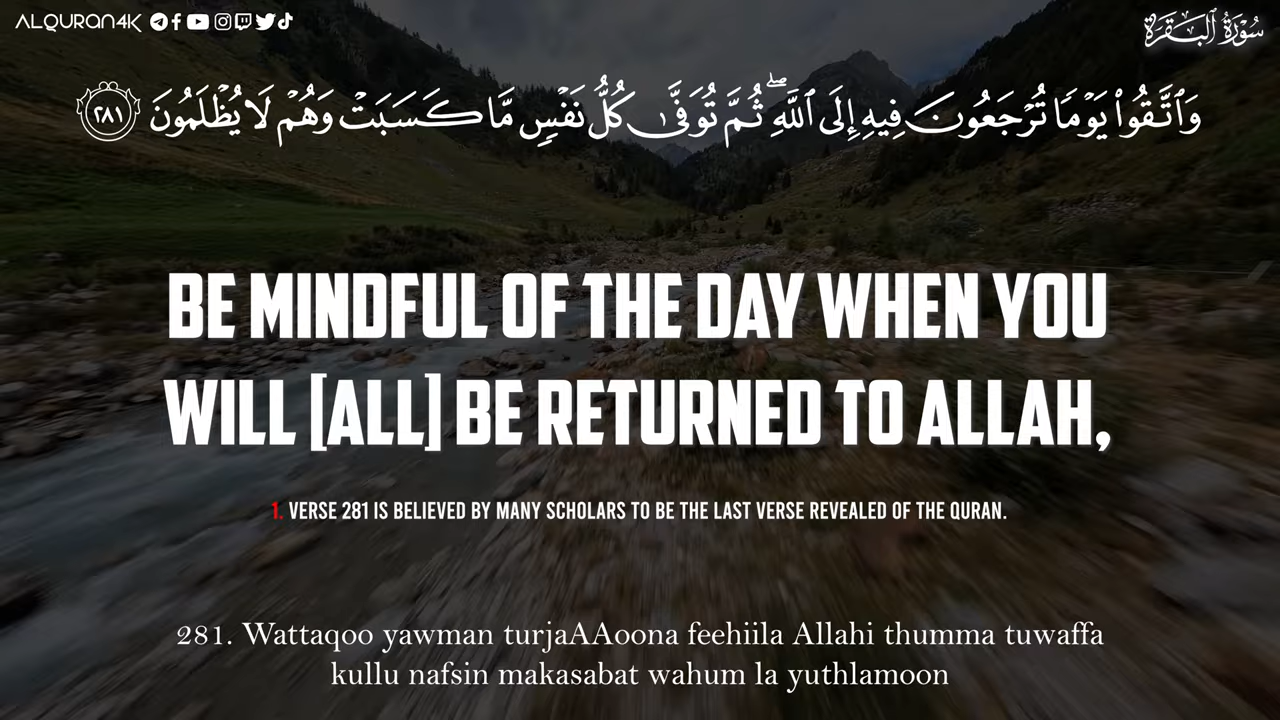 ALQURAN4K
سُورَةُ الْبَقَرَةِ
وَٱتَّقُوا۟ يَوْمًا تُرْجَعُونَ فِيهِ إِلَى ٱللَّهِ ۖ ثُمَّ تُوَفَّىٰ كُلُّ نَفْسٍ مَّا كَسَبَتْ وَهُمْ لَا يُظْلَمُونَ ٢٨١
BE MINDFUL OF THE DAY WHEN YOU
WILL [ALL] BE RETURNED TO ALLAH,
1. VERSE 281 IS BELIEVED BY MANY SCHOLARS TO BE THE LAST VERSE REVEALED OF THE QURAN.
281. Wattaqoo yawman turjaAAoona feehiila Allahi thumma tuwaffa
kullu nafsin makasabat wahum la yuthlamoon